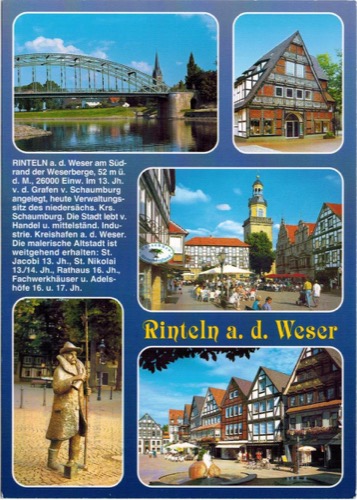 RINTELN a. d. Weser am Süd-
rand der Weserberge, 52 m ü.
d. M., 26000 Einw. Im 13. Jh.
v. d. Grafen v. Schaumburg
angelegt, heute Verwaltungs-
sitz des niedersächs. Krs.
Schaumburg. Die Stadt lebt v.
Handel u. mittelständ. Indu-
strie. Kreishafen a. d. Weser.
Die malerische Altstadt ist
weitgehend erhalten: St.
Jacobi 13. Jh., St. Nikolai
13./14. Jh., Rathaus 16. Jh.,
Fachwerkhäuser u. Adels-
höfe 16. u. 17. Jh.
Rinteln a. d. Weser